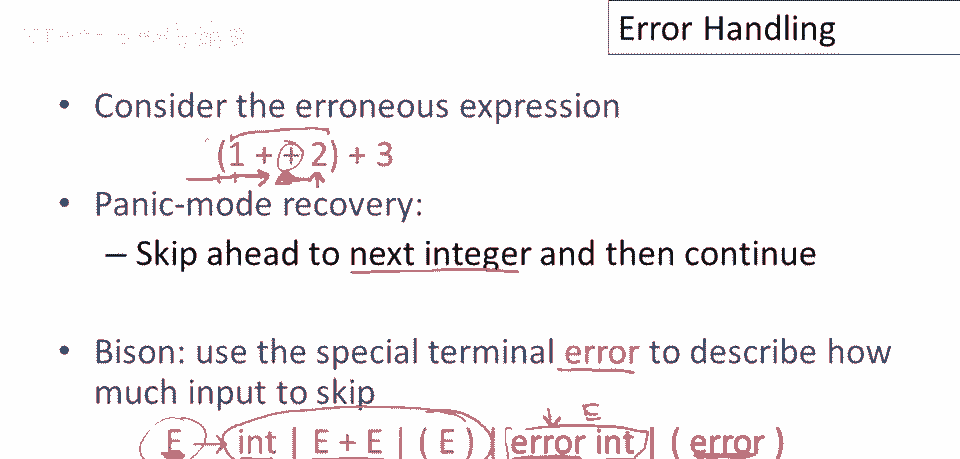 Error Handling
• Consider the erroneous expression
(1 + + 2) + 3
• Panic-mode recovery:
– Skip ahead to next integer and then continue
• Bison: use the special terminal error to describe how
much input to skip
E
E → int | E + E | ( E ) | error int | ( error )